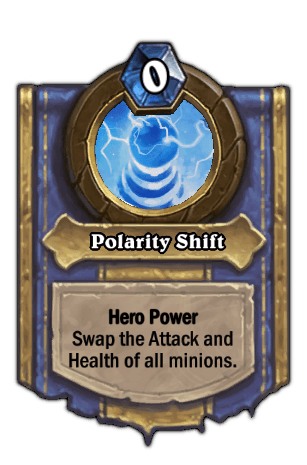 0
Polarity Shift
Hero Power
Swap the Attack and
Health of all minions.